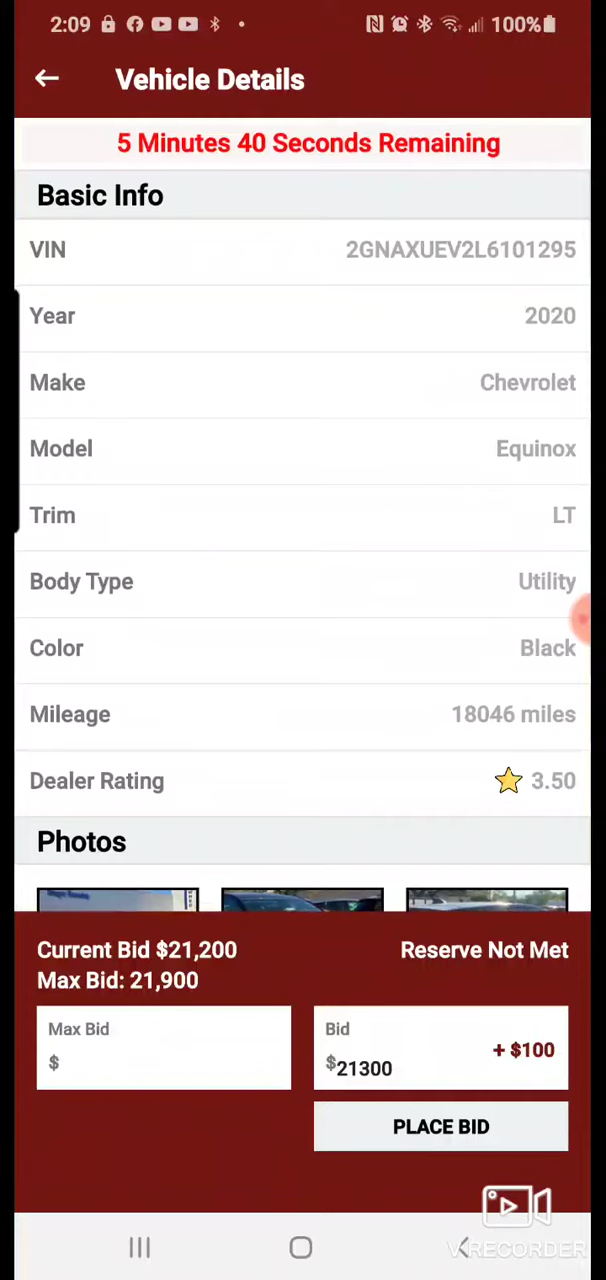 2:09
100%
Vehicle Details
5 Minutes 40 Seconds Remaining
Basic Info
VIN 2GNAXUEV2L6101295
Year 2020
Make Chevrolet
Model Equinox
Trim LT
Body Type Utility
Color Black
Mileage 18046 miles
Dealer Rating 3.50
Photos
Current Bid $21,200 Reserve Not Met
Max Bid: 21,900
Max Bid
$
Bid
$21300 + $100
PLACE BID
VRECORDER